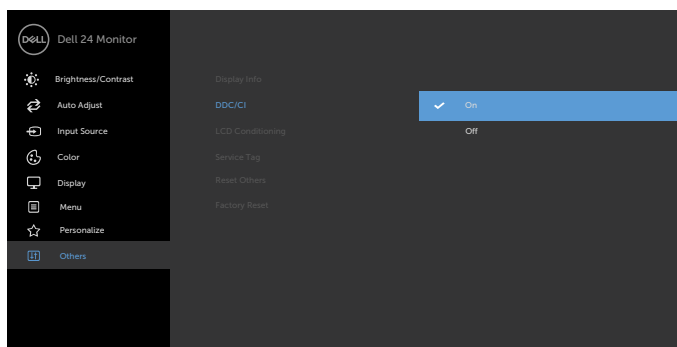 DELL Dell 24 Monitor
Brightness/Contrast Display Info
Auto Adjust DDC/CI On
Input Source LCD Conditioning Off
Color Service Tag
Display Reset Others
Menu Factory Reset
Personalize
Others